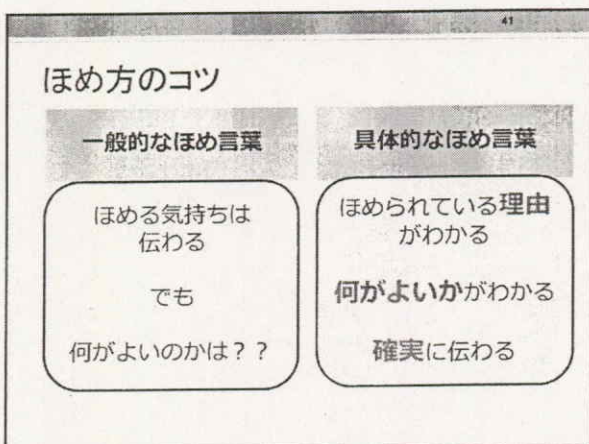 41
ほめ方のコツ
一般的なほめ言葉
ほめる気持ちは
伝わる
でも
何がよいのかは？？
具体的なほめ言葉
ほめられている理由
がわかる
何がよいかがわかる
確実に伝わる